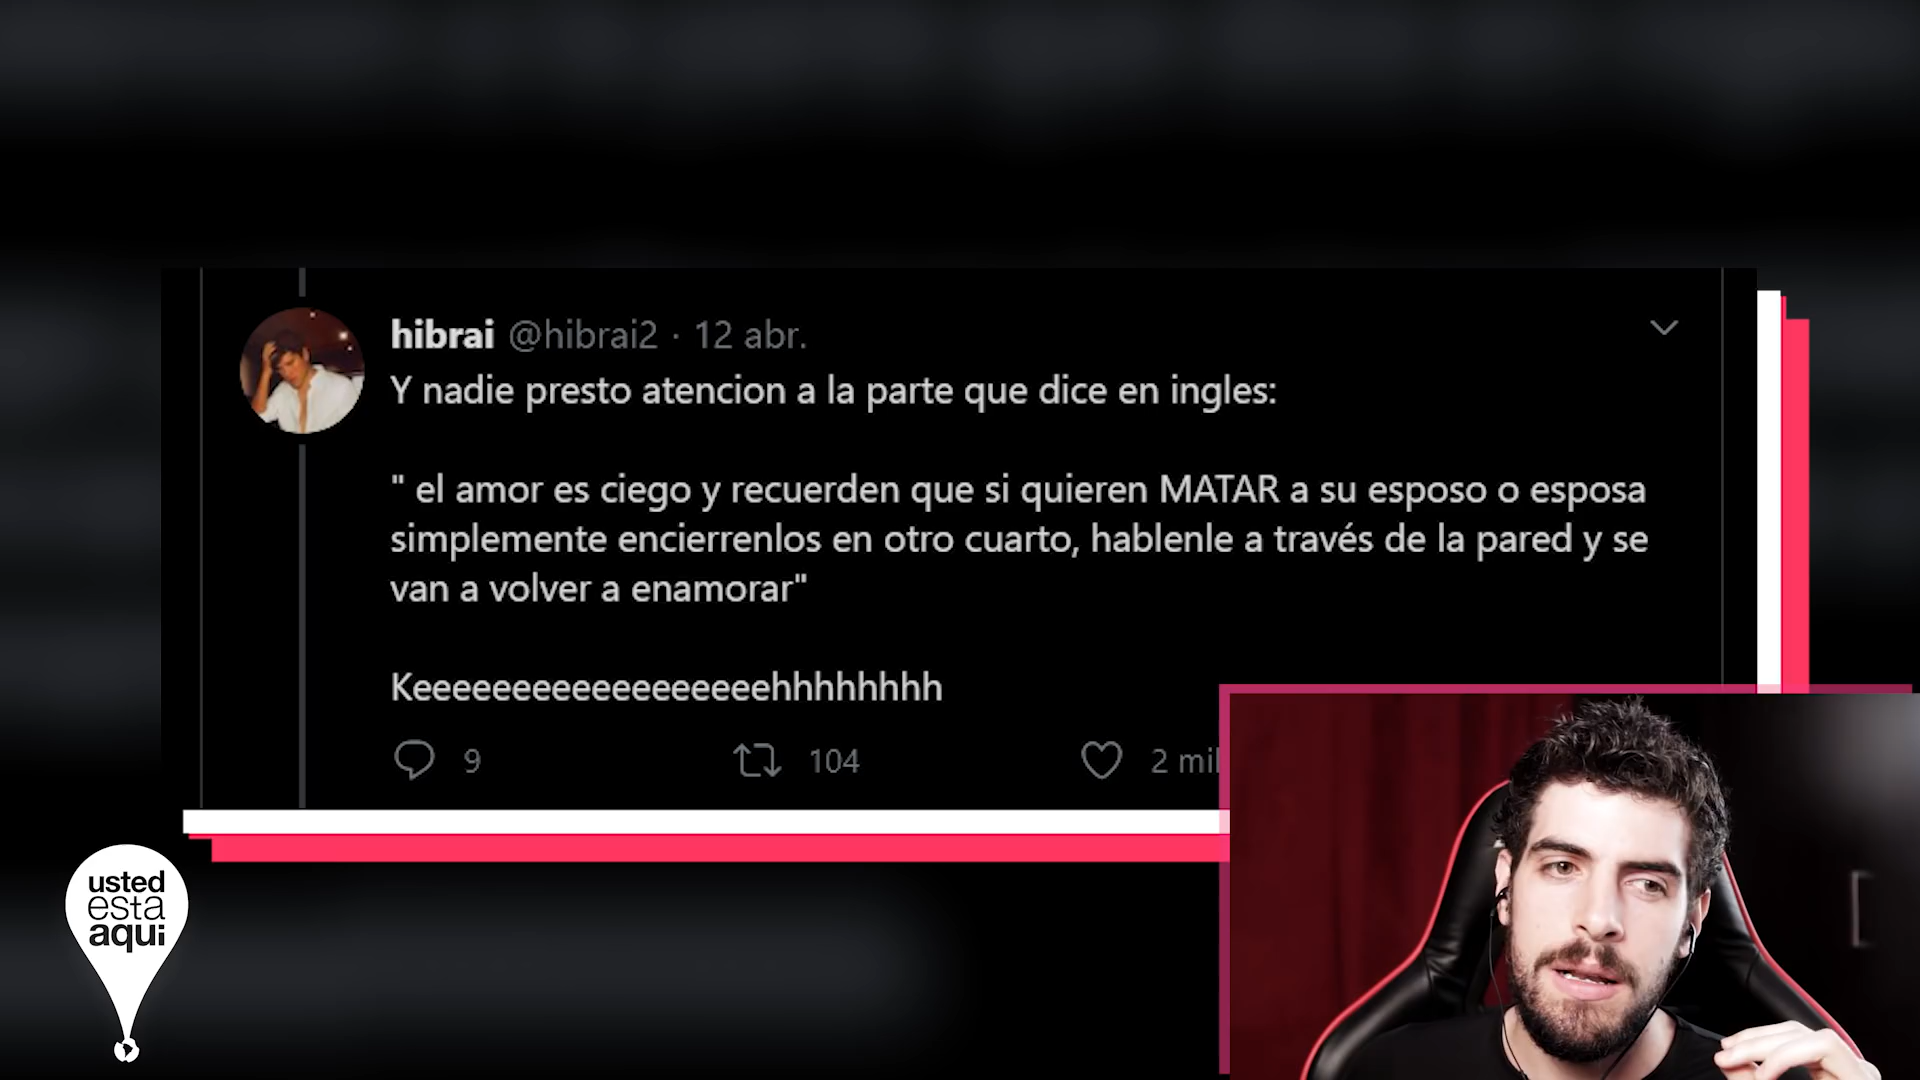 hibrai @hibrai2 · 12 abr.
Y nadie presto atencion a la parte que dice en ingles:
" el amor es ciego y recuerden que si quieren MATAR a su esposo o esposa
simplemente encierrenlos en otro cuarto, hablenle a través de la pared y se
van a volver a enamorar"
Keeeeeeeeeeeeeeeeeehhhhhhhhh
9 104 2 mil
usted
esta
aqui